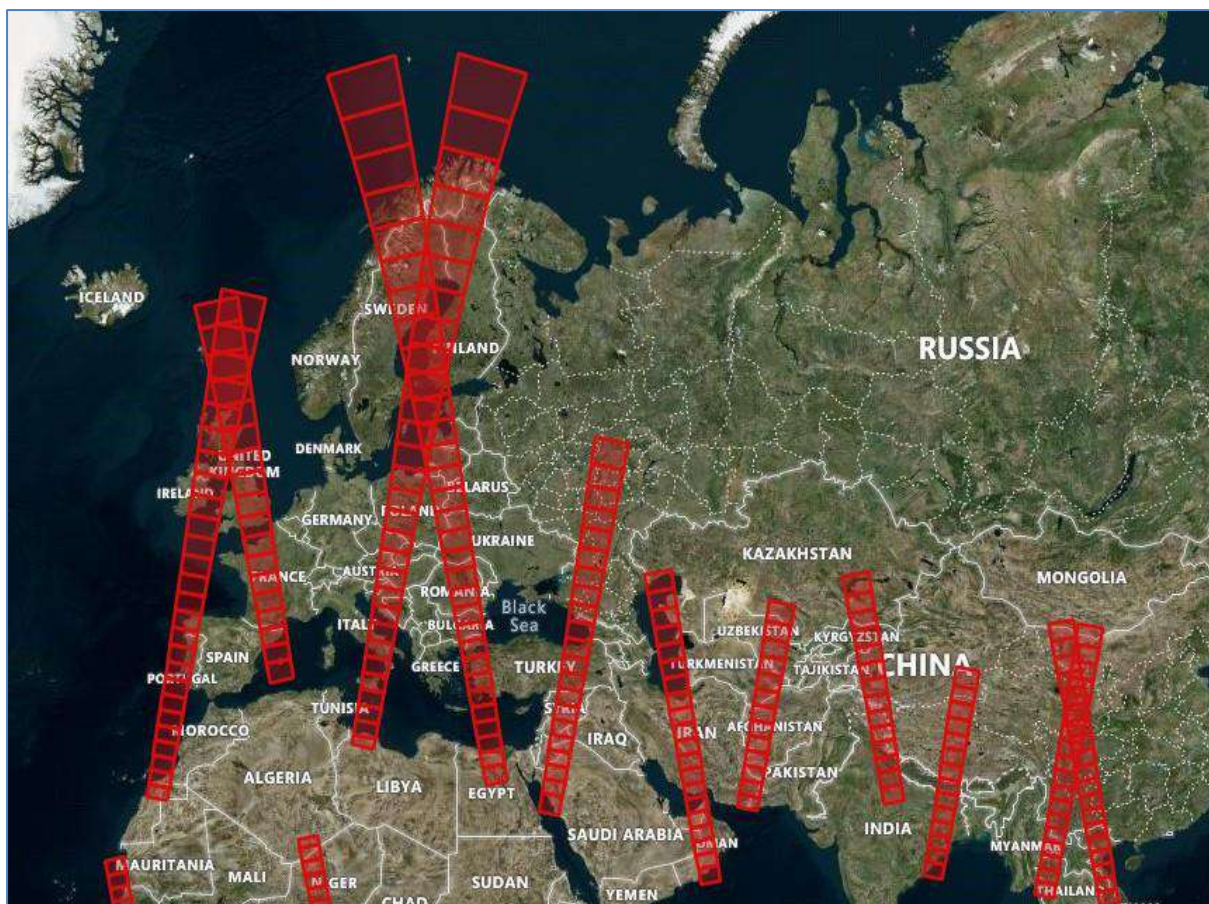 ICELAND
SWEDEN
NORWAY
FINLAND
RUSSIA
DENMARK
UNITED
KINGDOM
IRELAND
BELARUS
POLAND
GERMANY
UKRAINE
KAZAKHSTAN
MONGOLIA
AUSTRIA
FRANCE
ROMANIA
Black
Sea
ITALY
BULGARIA
UZBEKISTAN
KYRGYZSTAN
SPAIN
GREECE
TURKEY
TURKMENISTAN
TAJIKISTAN
CHINA
PORTUGAL
TUNISIA
SYRIA
MOROCCO
IRAQ
IRAN
AFGHANISTAN
PAKISTAN
ALGERIA
LIBYA
EGYPT
SAUDI ARABIA
OMAN
INDIA
MYANMAR
MAURITANIA
MALI
NIGER
SUDAN
THAILAND
YEMEN
CHAD